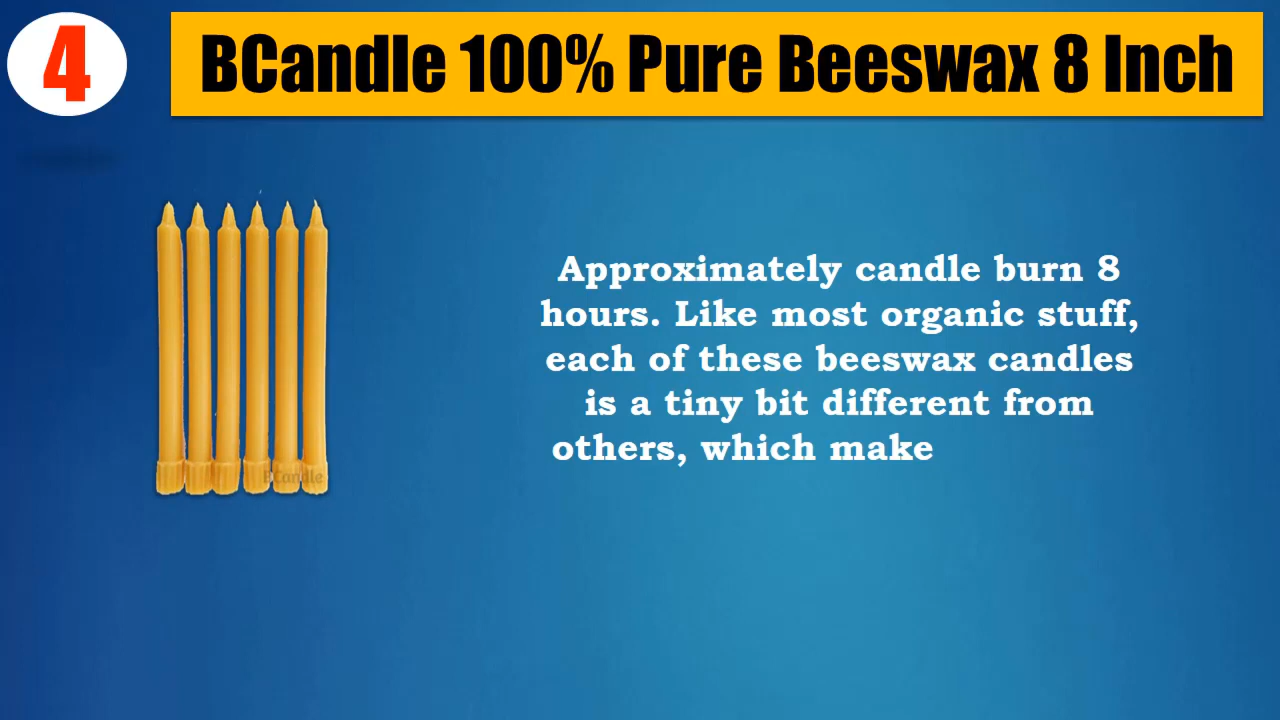 4
BCandle 100% Pure Beeswax 8 Inch
Approximately candle burn 8
hours. Like most organic stuff,
each of these beeswax candles
is a tiny bit different from
others, which make
BCandle